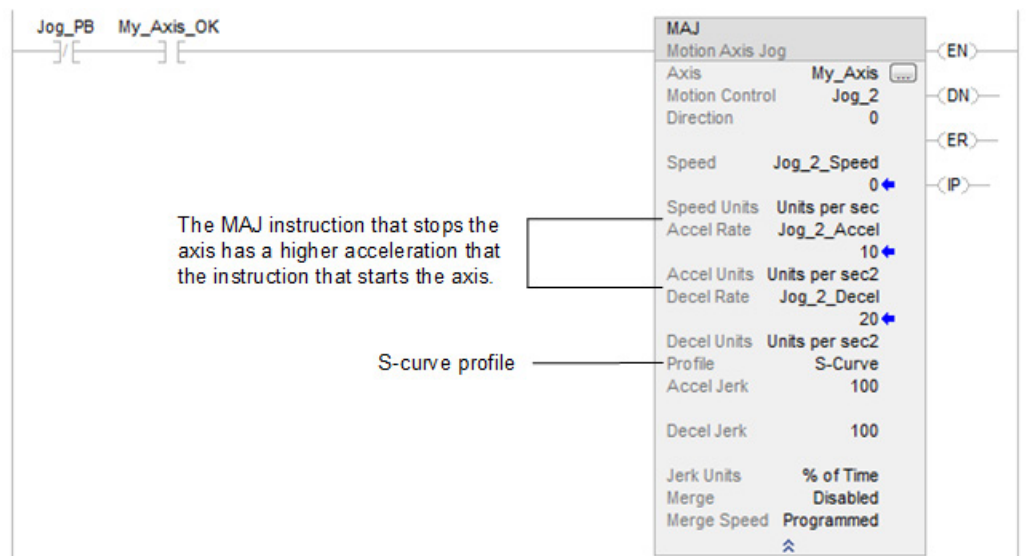 Jog_PB My_Axis_OK
MAJ
Motion Axis Jog
EN
Axis My_Axis ...
Motion Control Jog_2
DN
Direction 0
ER
Speed Jog_2_Speed
0
IP
Speed Units Units per sec
Accel Rate Jog_2_Accel
10
Accel Units Units per sec2
Decel Rate Jog_2_Decel
20
Decel Units Units per sec2
Profile S-Curve
Accel Jerk 100
Decel Jerk 100
Jerk Units % of Time
Merge Disabled
Merge Speed Programmed
The MAJ instruction that stops the
axis has a higher acceleration that
the instruction that starts the axis.
S-curve profile